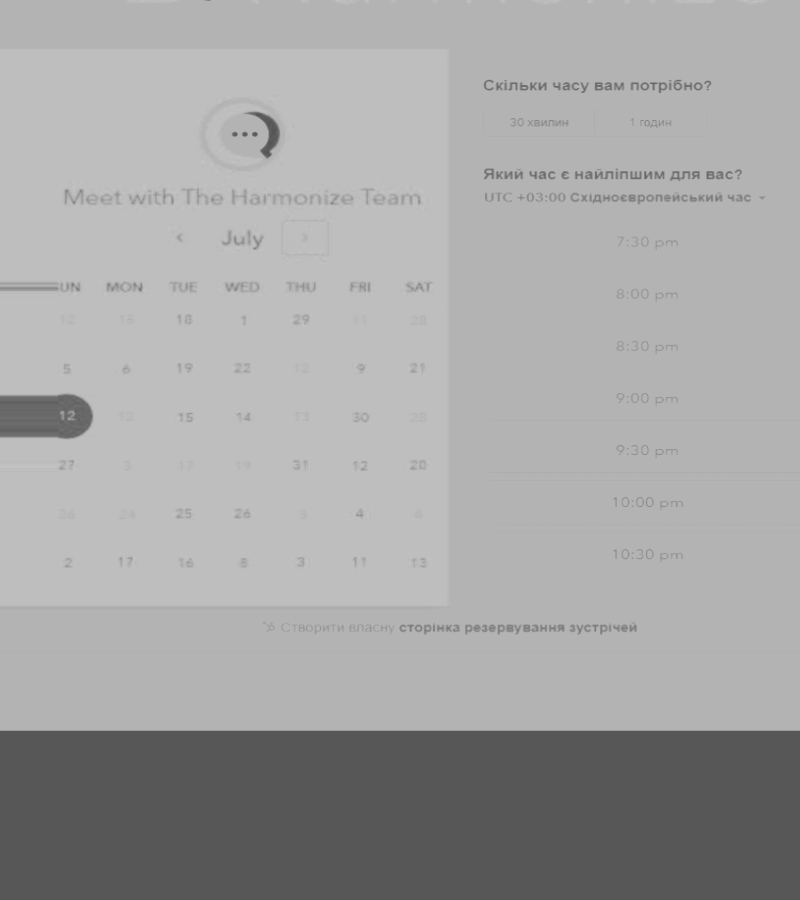 Meet with The Harmonize Team
July
UN MON TUE WED THU FRI SAT
12 15 18 1 29 11 25
5 6 19 22 12 9 21
12 12 15 14 13 30 28
27 3 17 19 31 12 20
26 24 25 26 5 4 6
2 17 16 8 3 11 13
Скільки часу вам потрібно?
30 хвилин 1 годин
Який час є найліпшим для вас?
UTC +03:00 Східноєвропейський час
7:30 pm
8:00 pm
8:30 pm
9:00 pm
9:30 pm
10:00 pm
10:30 pm
Створити власну сторінка резервування зустрічей